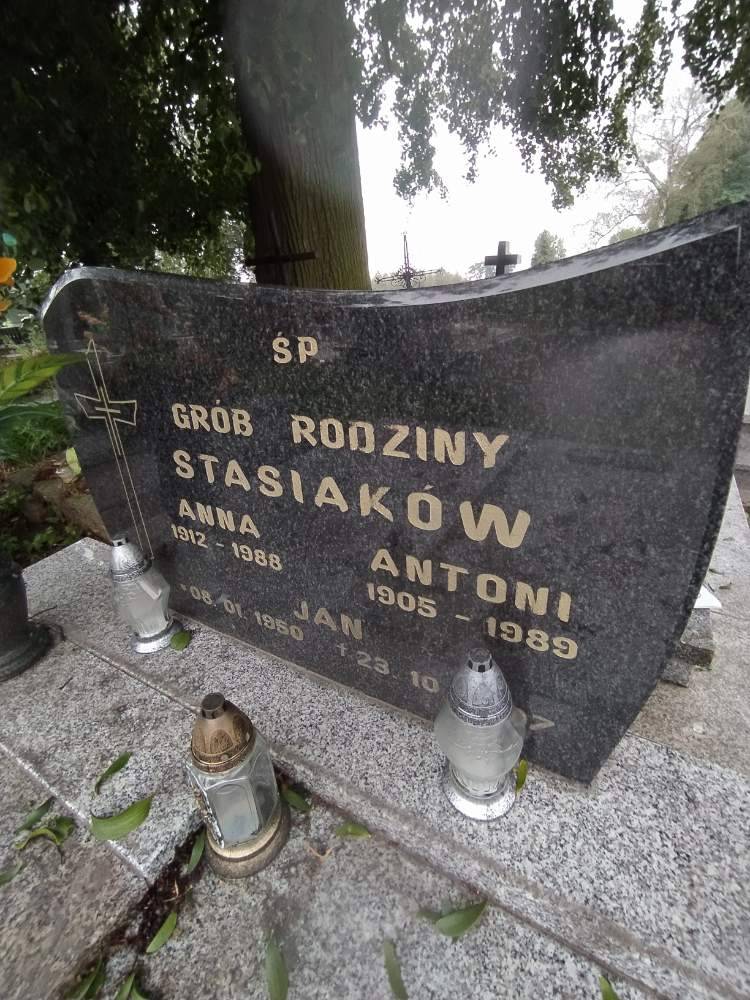 ŚP.
GRÓB RODZINY
STASIAKÓW
ANNA ANTONI
1912 - 1988 1905 - 1989
JAN
*08.01.1950 †23.10